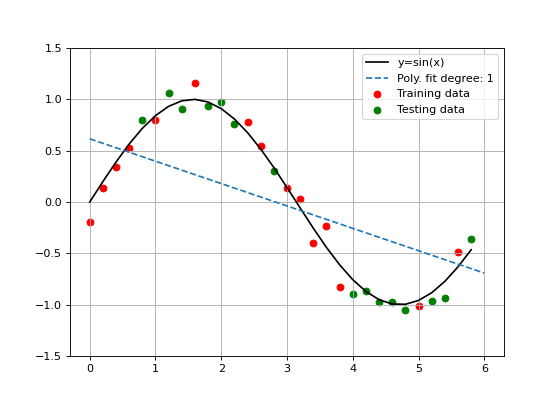 1.5
1.0
0.5
0.0
−0.5
−1.0
−1.5
0 1 2 3 4 5 6
y=sin(x)
Poly. fit degree: 1
Training data
Testing data